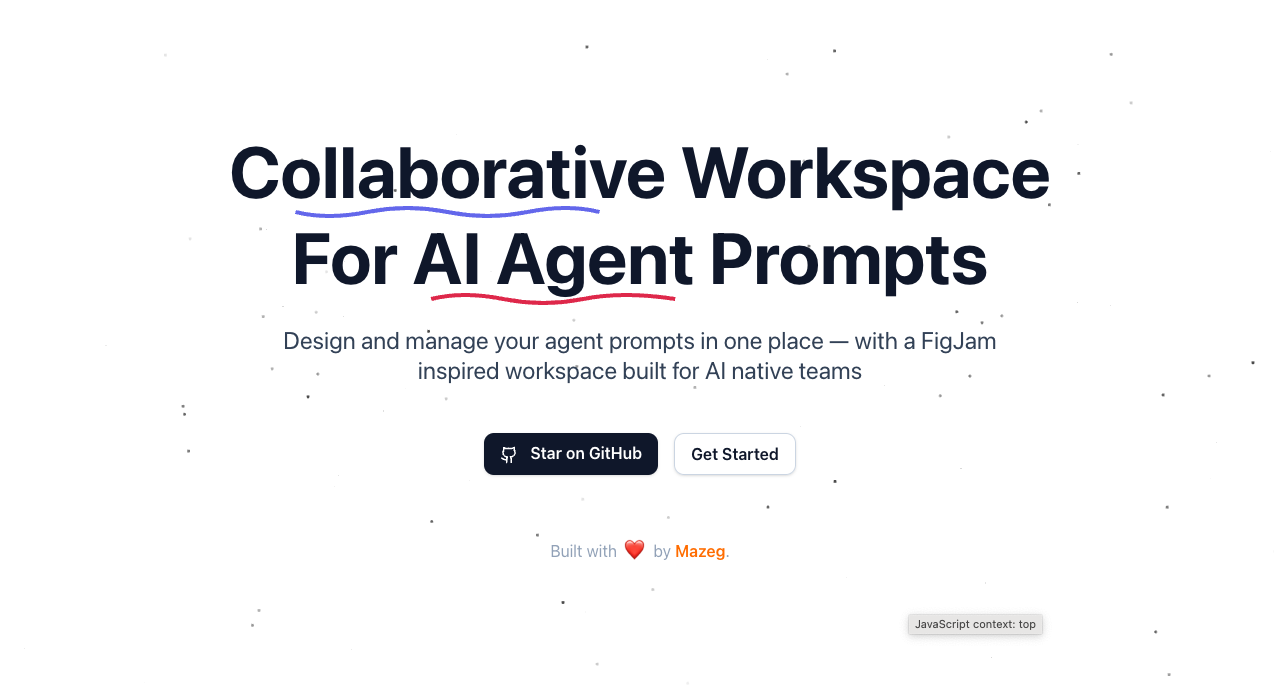 Collaborative Workspace
For AI Agent Prompts
Design and manage your agent prompts in one place — with a FigJam
inspired workspace built for AI native teams
Star on GitHub
Get Started
Built with ❤️ by Mazeg.
JavaScript context: top